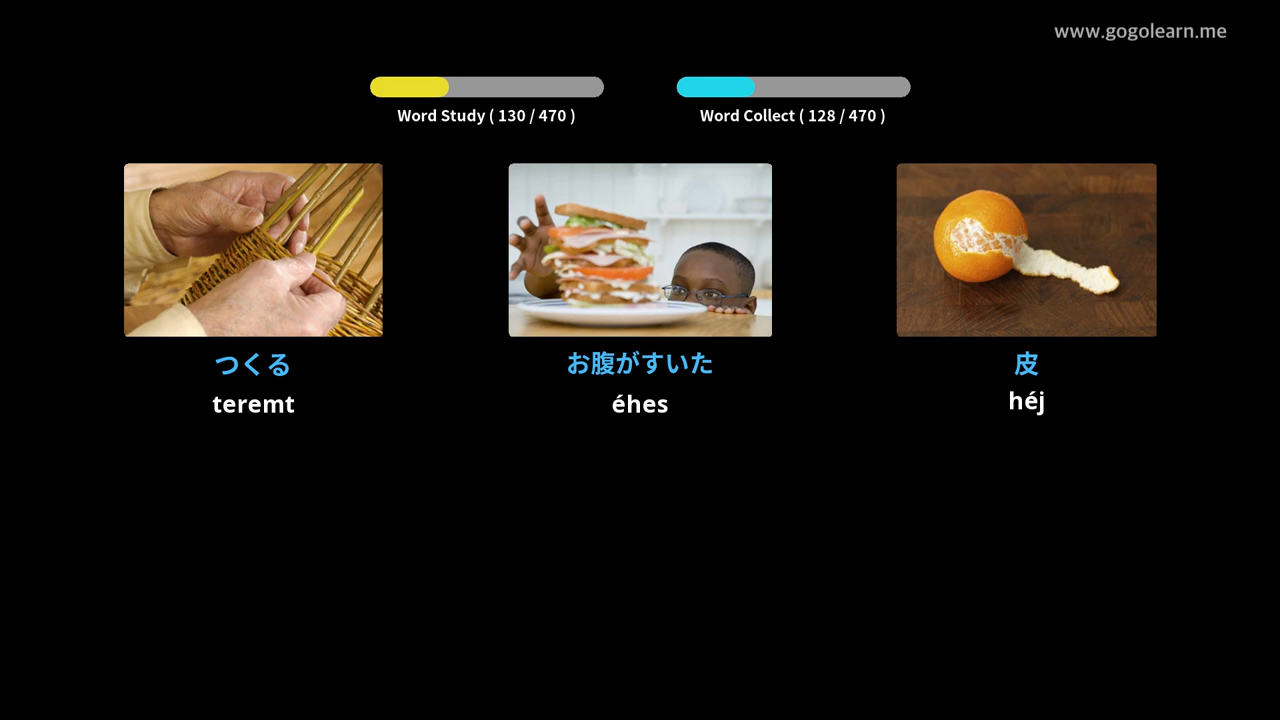 www.gogolearn.me
Word Study ( 130 / 470 )
Word Collect ( 128 / 470 )
つくる
teremt
お腹がすいた
éhes
皮
héj